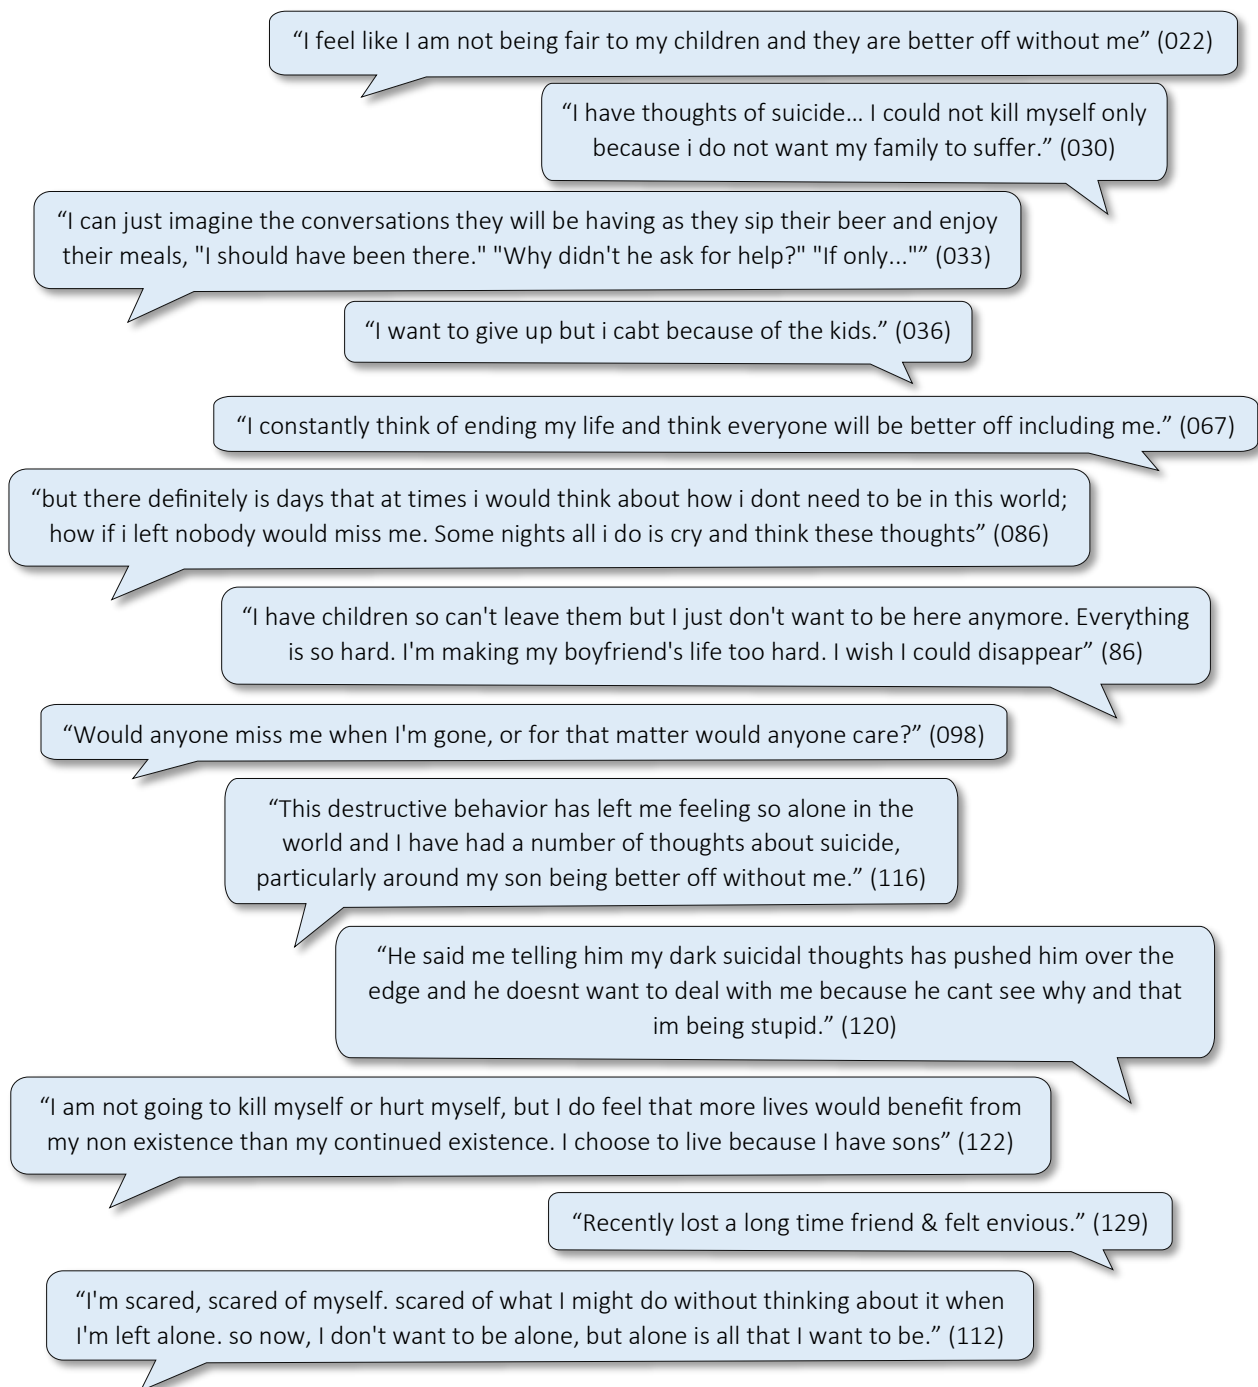 “I feel like I am not being fair to my children and they are better off without me” (022)
“I have thoughts of suicide... I could not kill myself only
because i do not want my family to suffer.” (030)
“I can just imagine the conversations they will be having as they sip their beer and enjoy
their meals, "I should have been there." "Why didn't he ask for help?" "If only..."” (033)
“I want to give up but i cabt because of the kids.” (036)
“I constantly think of ending my life and think everyone will be better off including me.” (067)
“but there definitely is days that at times i would think about how i dont need to be in this world;
how if i left nobody would miss me. Some nights all i do is cry and think these thoughts” (086)
“I have children so can't leave them but I just don't want to be here anymore. Everything
is so hard. I'm making my boyfriend's life too hard. I wish I could disappear” (86)
“Would anyone miss me when I'm gone, or for that matter would anyone care?” (098)
“This destructive behavior has left me feeling so alone in the
world and I have had a number of thoughts about suicide,
particularly around my son being better off without me.” (116)
“He said me telling him my dark suicidal thoughts has pushed him over the
edge and he doesnt want to deal with me because he cant see why and that
im being stupid.” (120)
“I am not going to kill myself or hurt myself, but I do feel that more lives would benefit from
my non existence than my continued existence. I choose to live because I have sons” (122)
“Recently lost a long time friend & felt envious.” (129)
“I'm scared, scared of myself. scared of what I might do without thinking about it when
I'm left alone. so now, I don't want to be alone, but alone is all that I want to be.” (112)